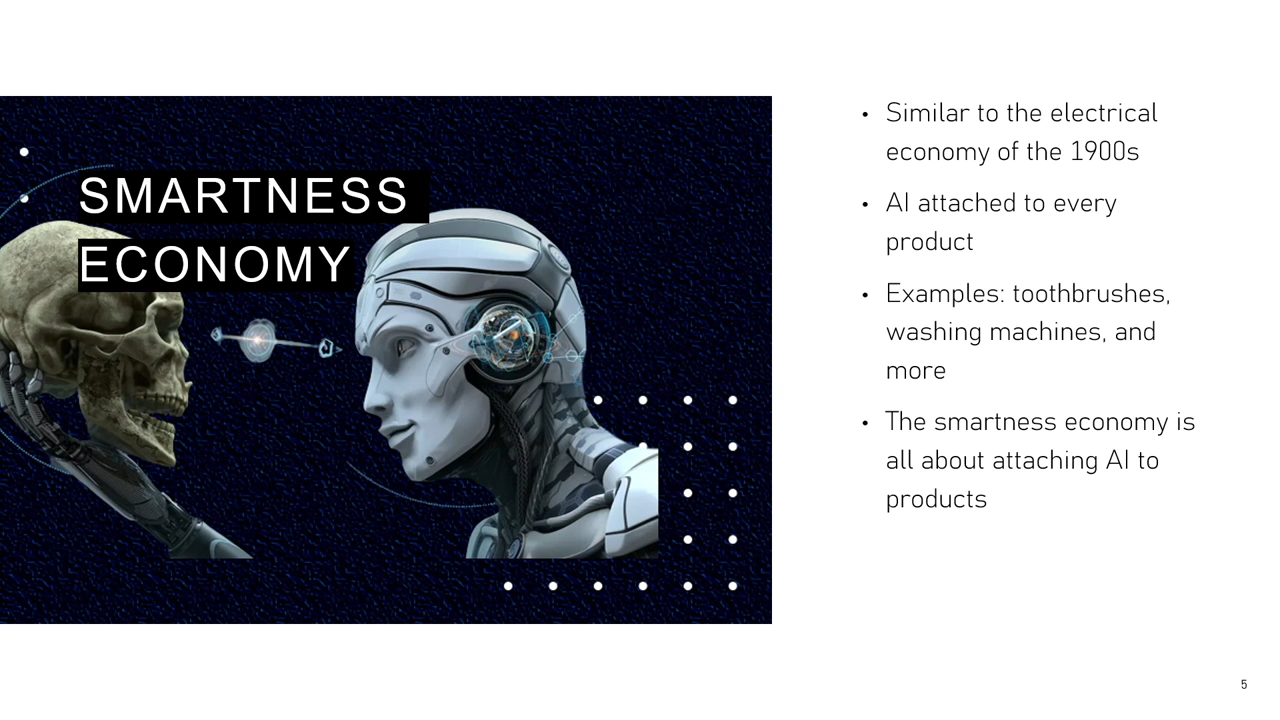 SMARTNESS
ECONOMY
• Similar to the electrical
economy of the 1900s
• AI attached to every
product
• Examples: toothbrushes,
washing machines, and
more
• The smartness economy is
all about attaching AI to
products
5